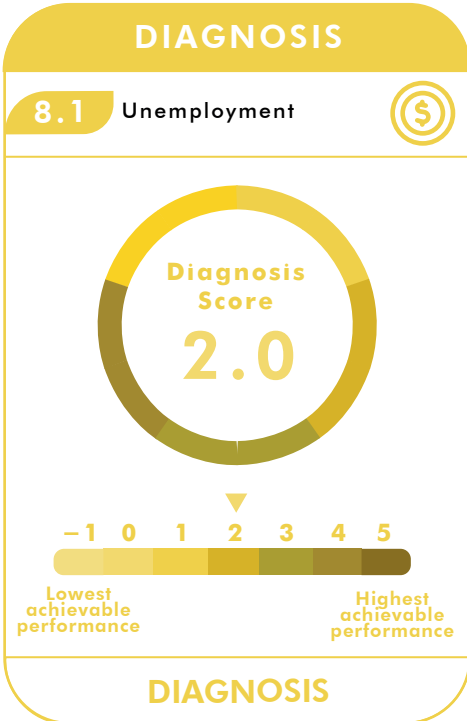 DIAGNOSIS
8.1 Unemployment
$
Diagnosis
Score
2.0
–1 0 1 2 3 4 5
Lowest
achievable
performance
Highest
achievable
performance
DIAGNOSIS